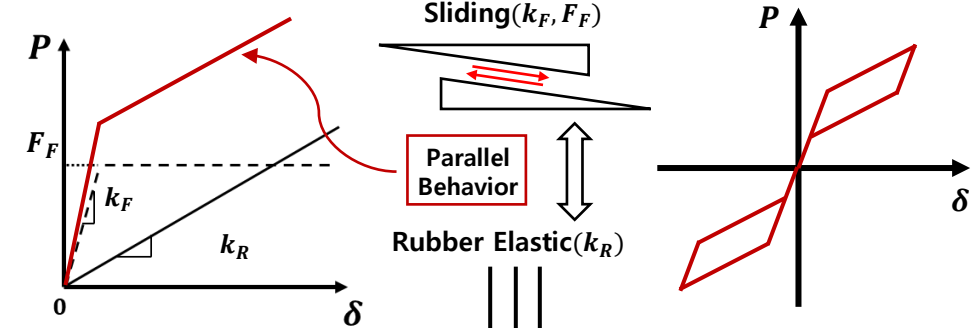 P
F_F
k_F
k_R
0
δ
Sliding(k_F, F_F)
Parallel
Behavior
Rubber Elastic(k_R)
P
δ